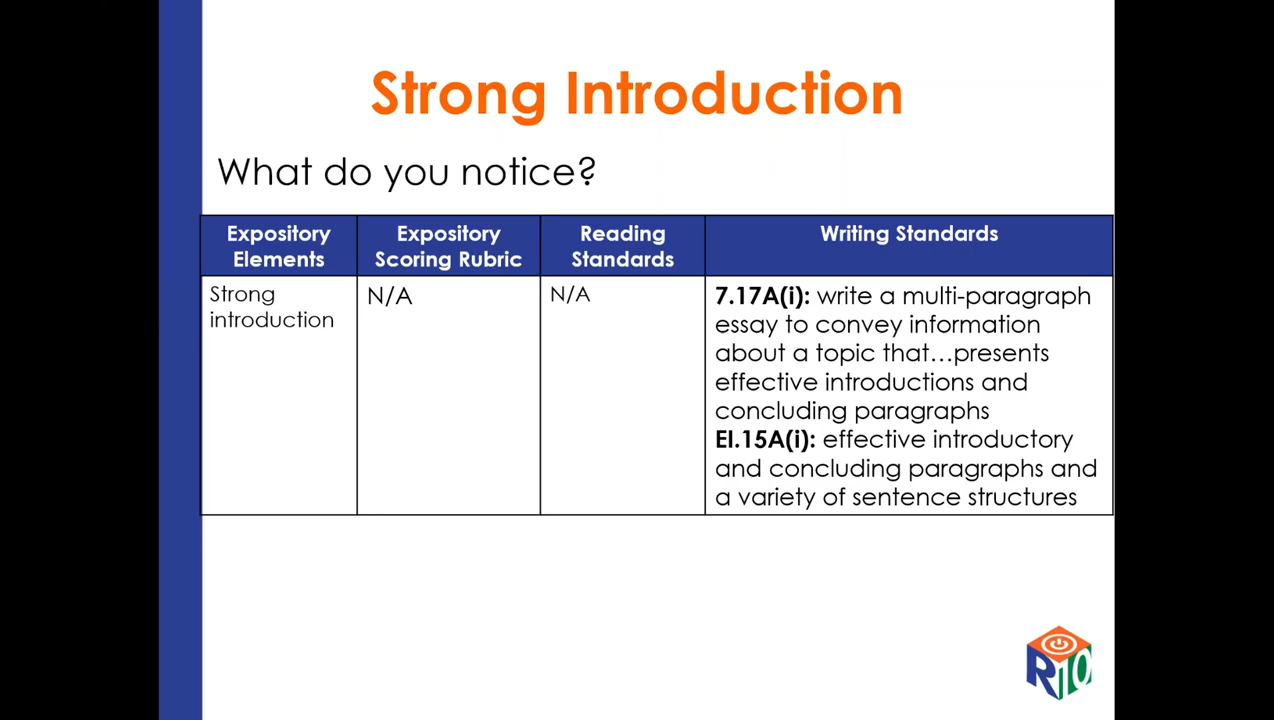 Strong Introduction
What do you notice?
Expository
Elements
Expository
Scoring Rubric
Reading
Standards
Writing Standards
Strong
introduction
N/A
N/A
7.17A(i): write a multi-paragraph
essay to convey information
about a topic that…presents
effective introductions and
concluding paragraphs
EI.15A(i): effective introductory
and concluding paragraphs and
a variety of sentence structures
R10